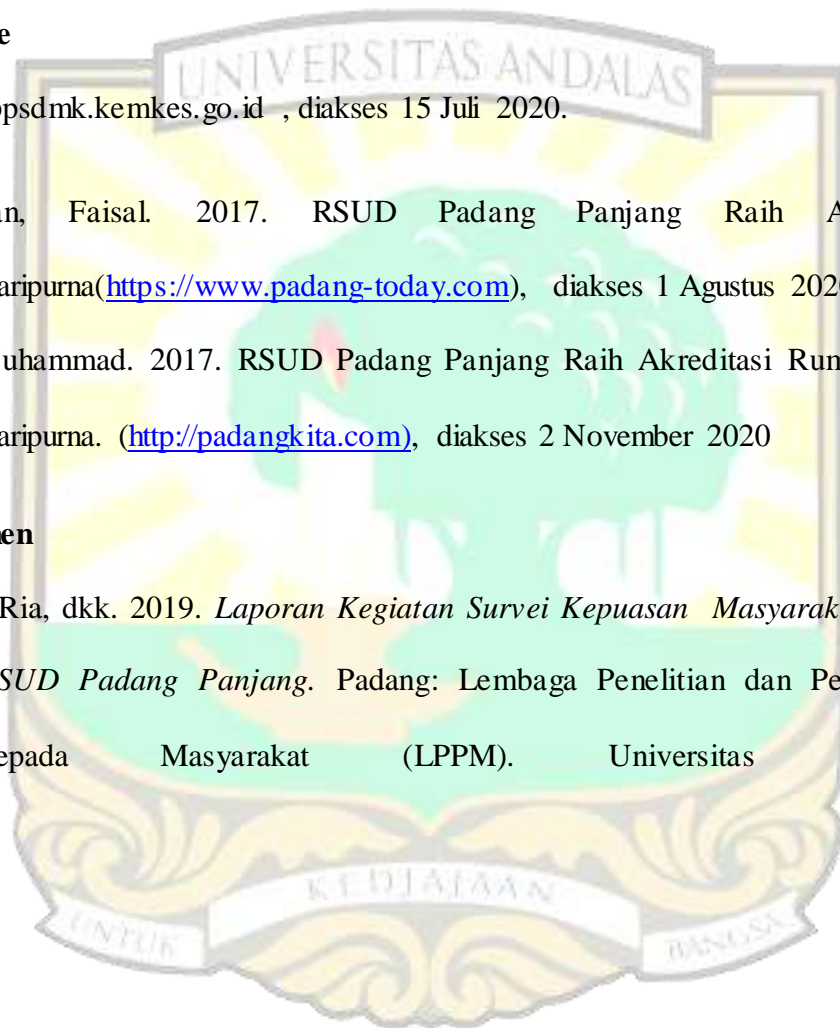 e
UNIVERSITAS ANDALAS
ppsdmk.kemkes.go.id , diakses 15 Juli 2020.
an, Faisal. 2017. RSUD Padang Panjang Raih A
aripurna(https://www.padang-today.com), diakses 1 Agustus 202
uhammad. 2017. RSUD Padang Panjang Raih Akreditasi Rum
aripurna. (http://padangkita.com), diakses 2 November 2020
en
Ria, dkk. 2019. Laporan Kegiatan Survei Kepuasan Masyarak
SUD Padang Panjang. Padang: Lembaga Penelitian dan Pe
epada Masyarakat (LPPM). Universitas
KEDJAJAAN
UNTUK BANGSA